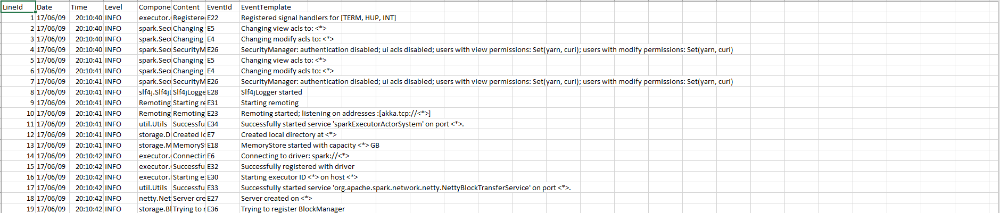 LineId Date Time Level Compone Content EventId EventTemplate
1 17/06/09 20:10:40 INFO executor. Registere E22 Registered signal handlers for [TERM, HUP, INT]
2 17/06/09 20:10:40 INFO spark.Secu Changing E5 Changing view acls to: <*>
3 17/06/09 20:10:40 INFO spark.Secu Changing E4 Changing modify acls to: <*>
4 17/06/09 20:10:40 INFO spark.Secu SecurityM E26 SecurityManager: authentication disabled; ui acls disabled; users with view permissions: Set(yarn, curi); users with modify permissions: Set(yarn, curi)
5 17/06/09 20:10:41 INFO spark.Secu Changing E5 Changing view acls to: <*>
6 17/06/09 20:10:41 INFO spark.Secu Changing E4 Changing modify acls to: <*>
7 17/06/09 20:10:41 INFO spark.Secu SecurityM E26 SecurityManager: authentication disabled; ui acls disabled; users with view permissions: Set(yarn, curi); users with modify permissions: Set(yarn, curi)
8 17/06/09 20:10:41 INFO slf4j.Slf4jL Slf4jLogge E28 Slf4jLogger started
9 17/06/09 20:10:41 INFO Remoting Starting re E31 Starting remoting
10 17/06/09 20:10:41 INFO Remoting Remoting E23 Remoting started; listening on addresses :[akka.tcp://<*>]
11 17/06/09 20:10:41 INFO util.Utils Successfu E34 Successfully started service 'sparkExecutorActorSystem' on port <*>.
12 17/06/09 20:10:41 INFO storage.Di Created lo E7 Created local directory at <*>
13 17/06/09 20:10:41 INFO storage.M MemorySt E18 MemoryStore started with capacity <*> GB
14 17/06/09 20:10:42 INFO executor. Connectin E6 Connecting to driver: spark://<*>
15 17/06/09 20:10:42 INFO executor. Successfu E32 Successfully registered with driver
16 17/06/09 20:10:42 INFO executor. Starting e E30 Starting executor ID <*> on host <*>
17 17/06/09 20:10:42 INFO util.Utils Successfu E33 Successfully started service 'org.apache.spark.network.netty.NettyBlockTransferService' on port <*>.
18 17/06/09 20:10:42 INFO netty.Net Server cre E27 Server created on <*>
19 17/06/09 20:10:42 INFO storage.Bl Trying to r E36 Trying to register BlockManager